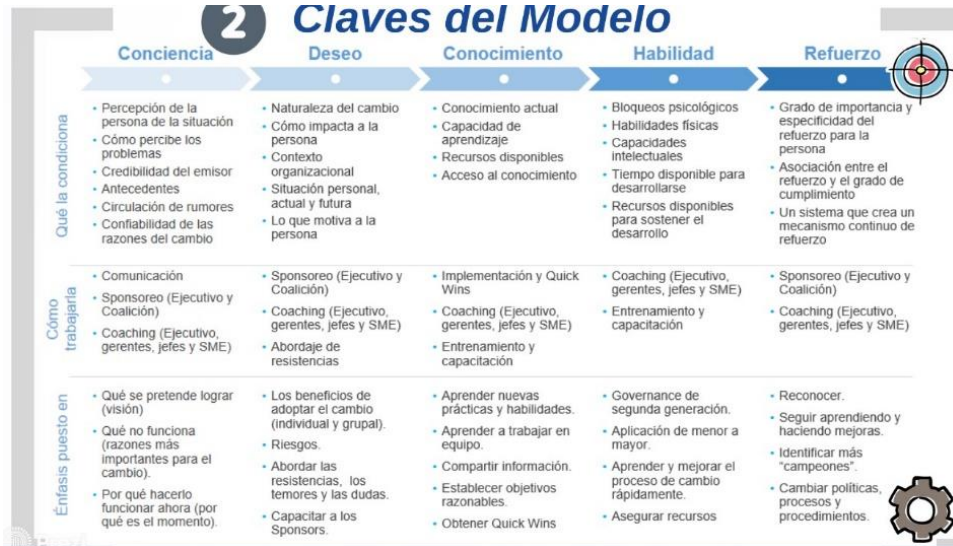 2
Claves del Modelo
Conciencia
Deseo
Conocimiento
Habilidad
Refuerzo
Qué la condiciona
• Percepción de la
persona de la situación
• Cómo percibe los
problemas
• Credibilidad del emisor
• Antecedentes
• Circulación de rumores
• Confiabilidad de las
razones del cambio
• Naturaleza del cambio
• Cómo impacta a la
persona
• Contexto
organizacional
• Situación personal,
actual y futura
• Lo que motiva a la
persona
• Conocimiento actual
• Capacidad de
aprendizaje
• Recursos disponibles
• Acceso al conocimiento
• Bloqueos psicológicos
• Habilidades físicas
• Capacidades
intelectuales
• Tiempo disponible para
desarrollarse
• Recursos disponibles
para sostener el
desarrollo
• Grado de importancia y
especificidad del
refuerzo para la
persona
• Asociación entre el
refuerzo y el grado de
cumplimiento
• Un sistema que crea un
mecanismo continuo de
refuerzo
Cómo
trabajarla
• Comunicación
• Sponsoreo (Ejecutivo y
Coalición)
• Coaching (Ejecutivo,
gerentes, jefes y SME)
• Sponsoreo (Ejecutivo y
Coalición)
• Coaching (Ejecutivo,
gerentes, jefes y SME)
• Abordaje de
resistencias
• Implementación y Quick
Wins
• Coaching (Ejecutivo,
gerentes, jefes y SME)
• Entrenamiento y
capacitación
• Coaching (Ejecutivo,
gerentes, jefes y SME)
• Entrenamiento y
capacitación
• Sponsoreo (Ejecutivo y
Coalición)
• Coaching (Ejecutivo,
gerentes, jefes y SME)
Énfasis puesto en
• Qué se pretende lograr
(visión)
• Qué no funciona
(razones más
importantes para el
cambio).
• Por qué hacerlo
funcionar ahora (por
qué es el momento).
• Los beneficios de
adoptar el cambio
(individual y grupal).
• Riesgos.
• Abordar las
resistencias, los
temores y las dudas.
• Capacitar a los
Sponsors.
• Aprender nuevas
prácticas y habilidades.
• Aprender a trabajar en
equipo.
• Compartir información.
• Establecer objetivos
razonables.
• Obtener Quick Wins
• Governance de
segunda generación.
• Aplicación de menor a
mayor.
• Aprender y mejorar el
proceso de cambio
rápidamente.
• Asegurar recursos
• Reconocer.
• Seguir aprendiendo y
haciendo mejoras.
• Identificar más
"campeones".
• Cambiar políticas,
procesos y
procedimientos.